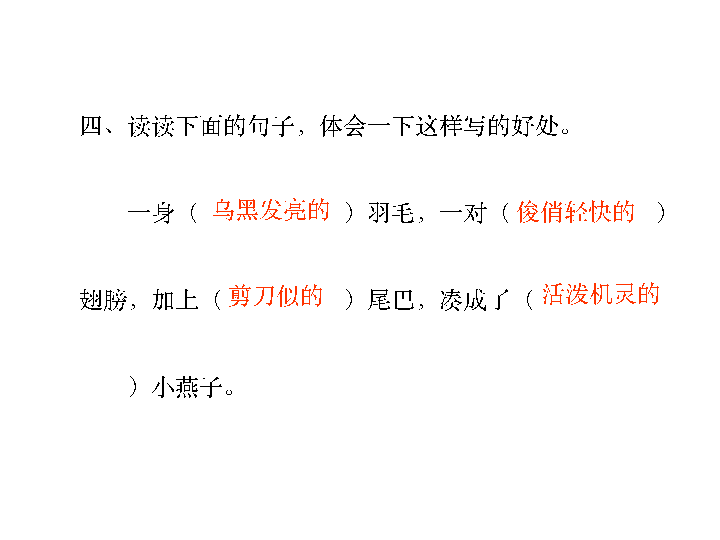 四、读读下面的句子，体会一下这样写的好处。
一身（ 乌黑发亮的 ）羽毛，一对（ 俊俏轻快的 ）
翅膀，加上（ 剪刀似的 ）尾巴，凑成了（ 活泼机灵的
）小燕子。